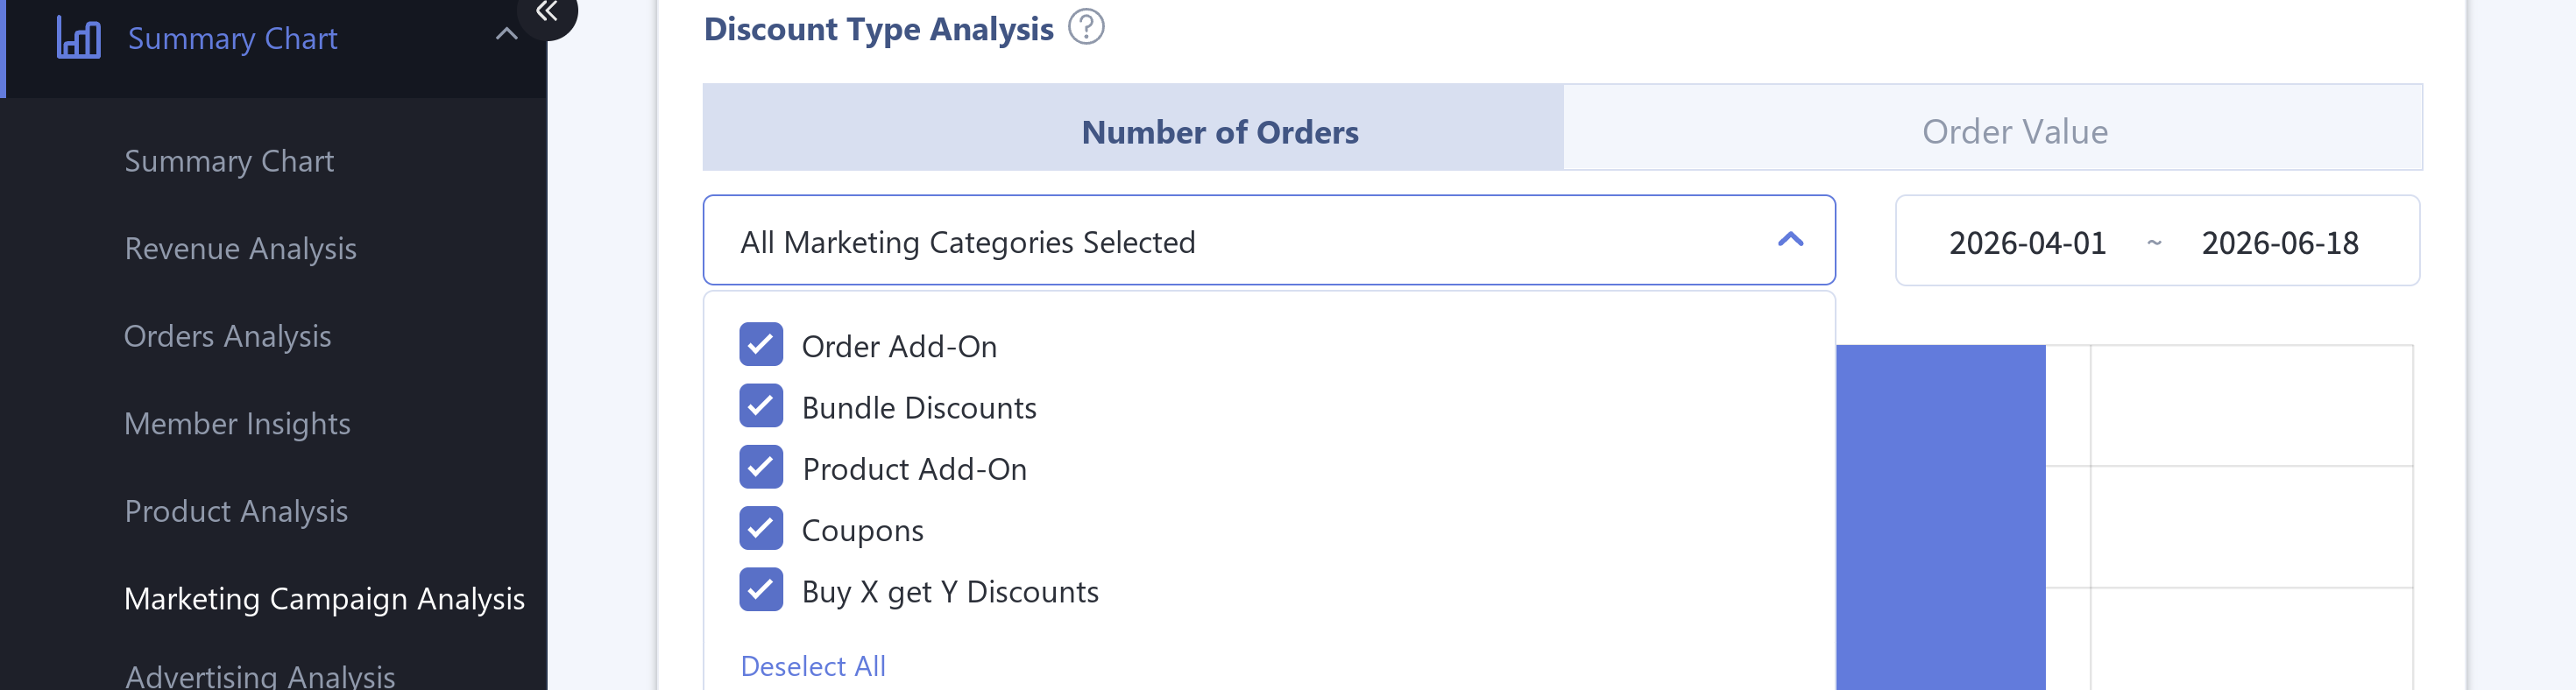 Summary Chart
Summary Chart
Revenue Analysis
Orders Analysis
Member Insights
Product Analysis
Marketing Campaign Analysis
Advertising Analysis
Discount Type Analysis ?
Number of Orders
Order Value
All Marketing Categories Selected
2026-04-01 ~ 2026-06-18
Order Add-On
Bundle Discounts
Product Add-On
Coupons
Buy X get Y Discounts
Deselect All